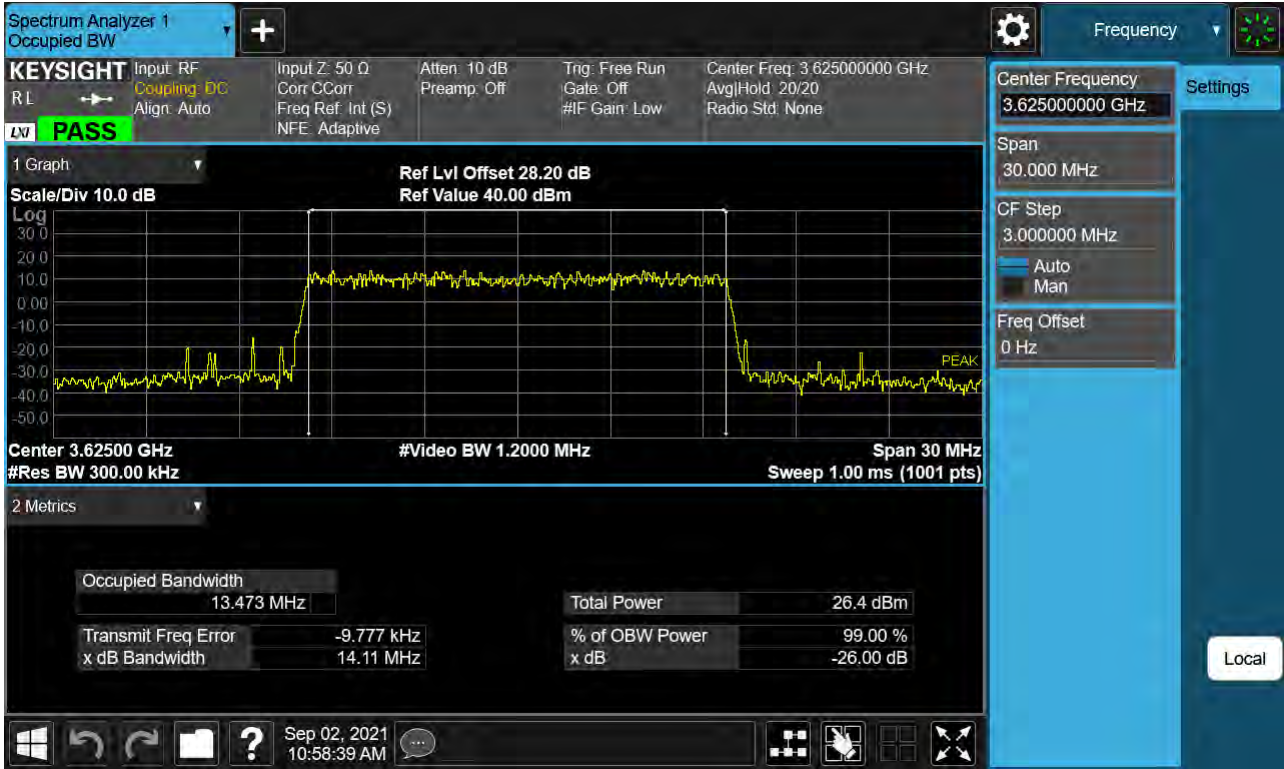 Spectrum Analyzer 1
Occupied BW
+
Frequency
KEYSIGHT
RL
LXI
PASS
Input: RF
Coupling: DC
Align: Auto
Input Z: 50 Ω
Corr CCorr
Freq Ref: Int (S)
NFE: Adaptive
Atten: 10 dB
Preamp: Off
Trig: Free Run
Gate: Off
#IF Gain: Low
Center Freq: 3.625000000 GHz
Avg|Hold: 20/20
Radio Std: None
1 Graph
Scale/Div 10.0 dB
Ref Lvl Offset 28.20 dB
Ref Value 40.00 dBm
Log
30.0
20.0
10.0
0.00
-10.0
-20.0
-30.0
-40.0
-50.0
PEAK
Center 3.62500 GHz
#Video BW 1.2000 MHz
Span 30 MHz
#Res BW 300.00 kHz
Sweep 1.00 ms (1001 pts)
2 Metrics
Occupied Bandwidth
13.473 MHz
Total Power 26.4 dBm
Transmit Freq Error -9.777 kHz
% of OBW Power 99.00 %
x dB Bandwidth 14.11 MHz
x dB -26.00 dB
Sep 02, 2021
10:58:39 AM
Center Frequency
3.625000000 GHz
Span
30.000 MHz
CF Step
3.000000 MHz
Auto
Man
Freq Offset
0 Hz
Settings
Local